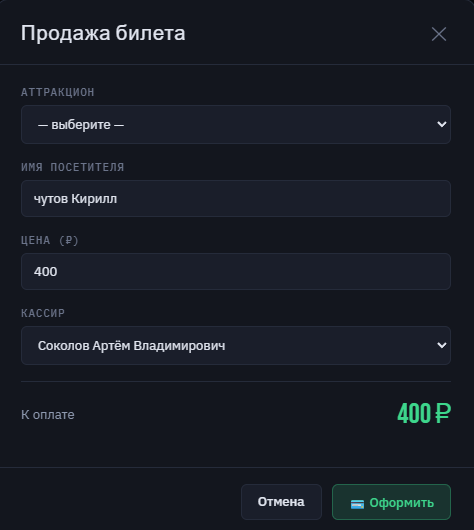 Продажа билета
АТТРАКЦИОН
— выберите —
ИМЯ ПОСЕТИТЕЛЯ
чутов Кирилл
ЦЕНА (₽)
400
КАССИР
Соколов Артём Владимирович
К оплате 400 ₽
Отмена Оформить